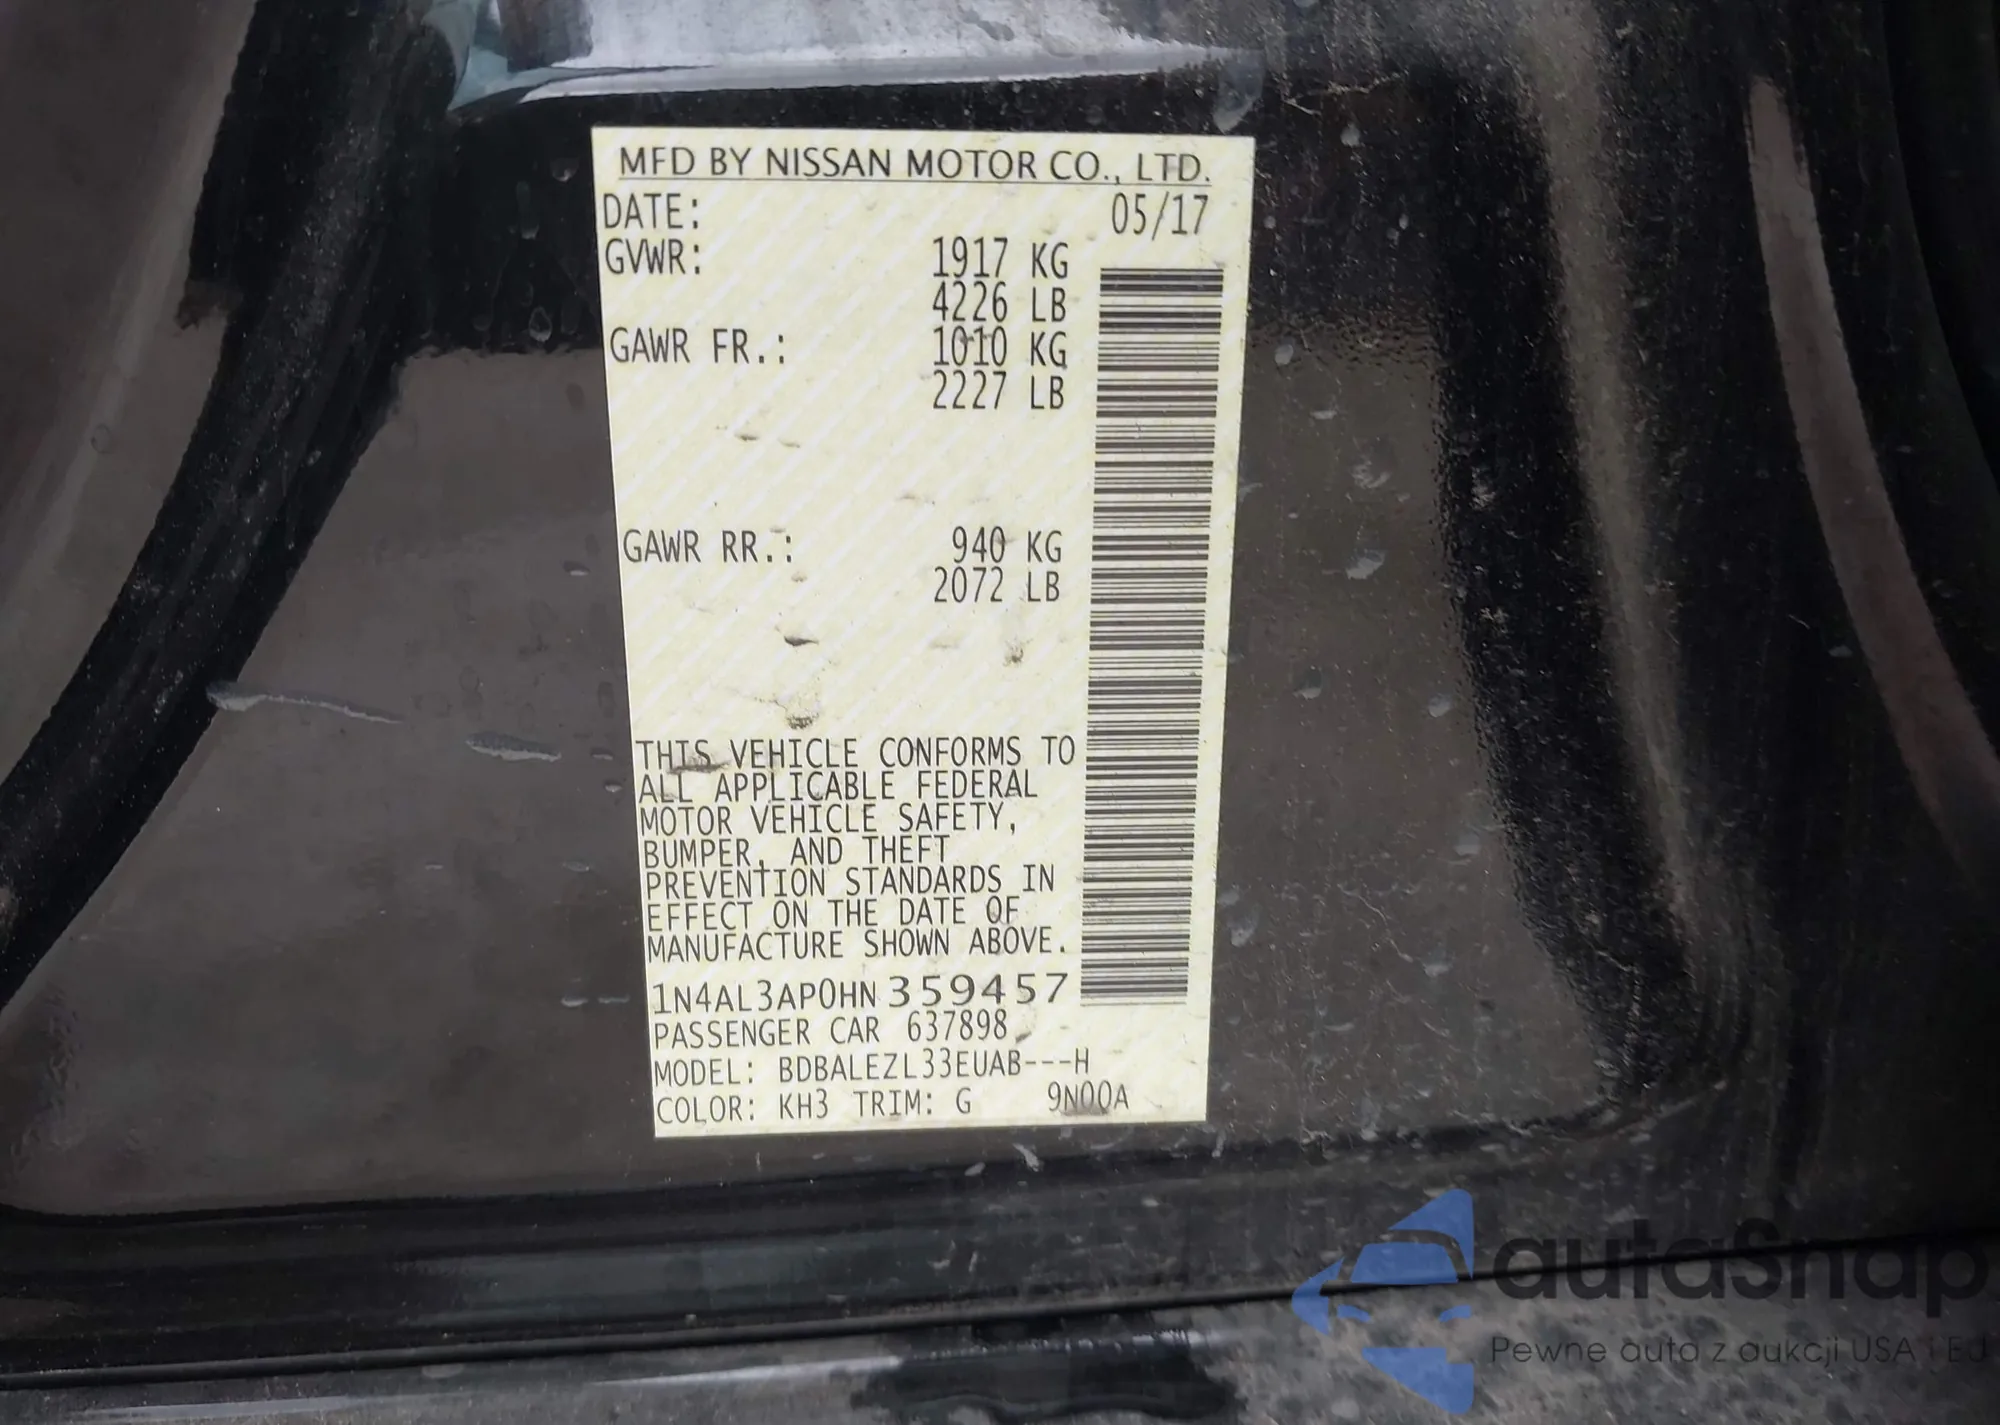 MFD BY NISSAN MOTOR CO., LTD.
DATE: 05/17
GVWR: 1917 KG
4226 LB
GAWR FR.: 1010 KG
2227 LB
GAWR RR.: 940 KG
2072 LB
THIS VEHICLE CONFORMS TO
ALL APPLICABLE FEDERAL
MOTOR VEHICLE SAFETY,
BUMPER, AND THEFT
PREVENTION STANDARDS IN
EFFECT ON THE DATE OF
MANUFACTURE SHOWN ABOVE.
1N4AL3AP0HN359457
PASSENGER CAR 637898
MODEL: BDBALEZL33EUAB---H
COLOR: KH3 TRIM: G 9N00A
autaSnap
Pewne auta z aukcji USA i Ed